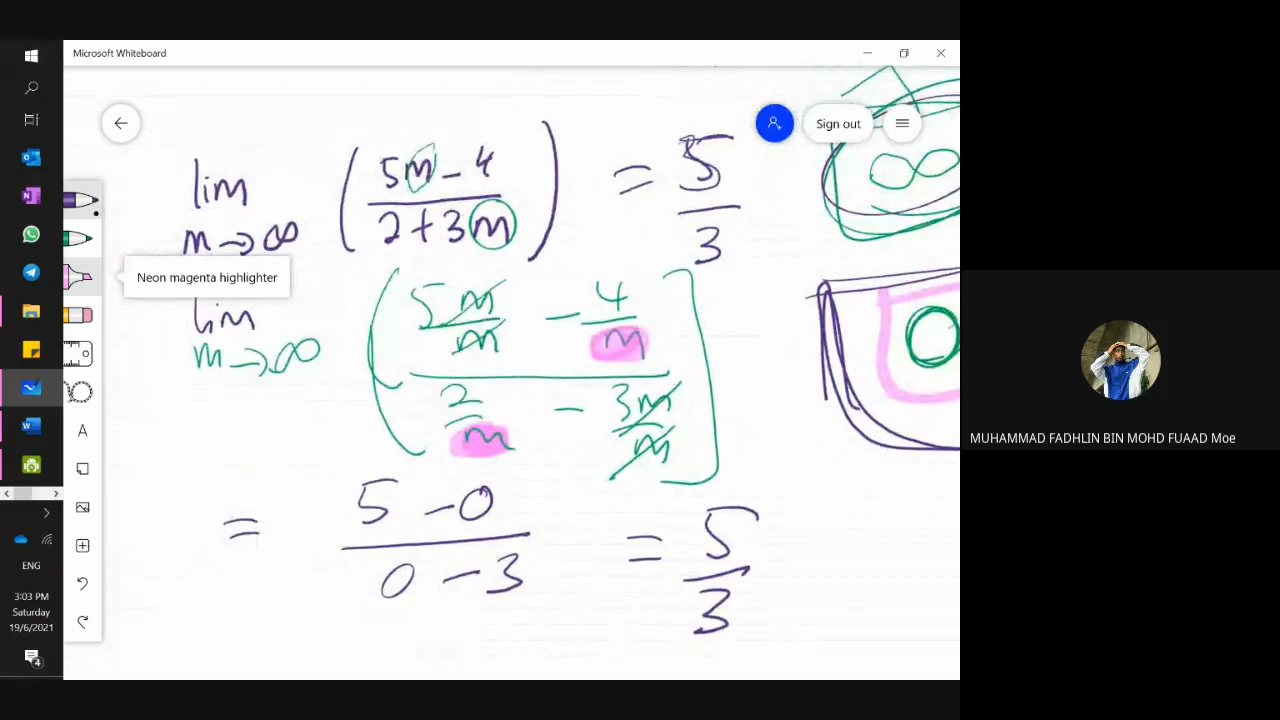 Microsoft Whiteboard
Sign out
lim m→∞ ( 5m - 4 / 2 + 3m ) = 5/3
Neon magenta highlighter
lim m→∞ ( 5m/m - 4/m / 2/m - 3m/m ]
= 5 - 0 / 0 - 3 = 5/3
∞
0
A
ENG
3:03 PM
Saturday
19/6/2021
4
MUHAMMAD FADHLIN BIN MOHD FUAAD Moe